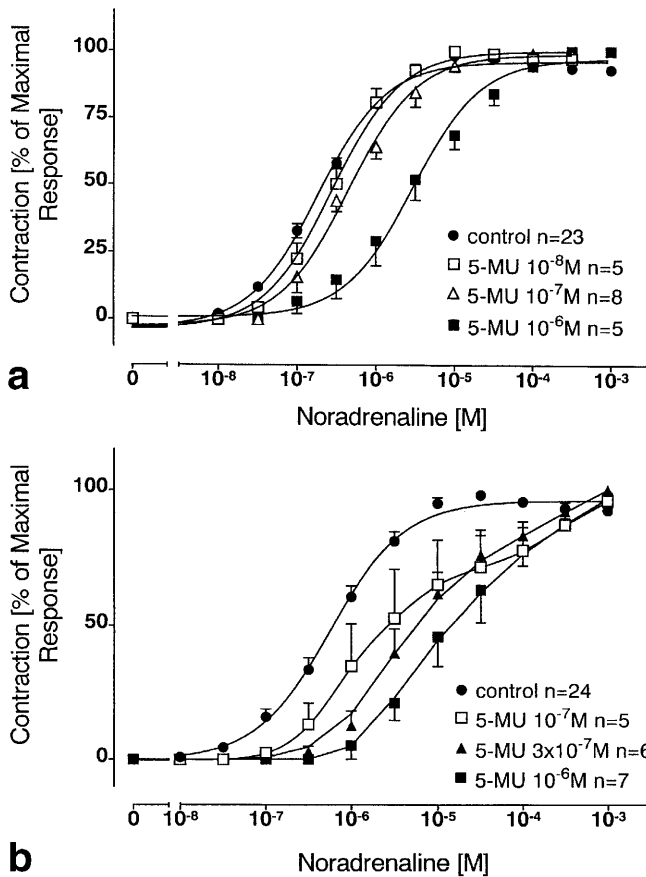 Contraction [% of Maximal
Response]
100
75
50
25
0
control n=23
5-MU 10⁻⁸M n=5
5-MU 10⁻⁷M n=8
5-MU 10⁻⁶M n=5
0 10⁻⁸ 10⁻⁷ 10⁻⁶ 10⁻⁵ 10⁻⁴ 10⁻³
a
Noradrenaline [M]
Contraction [% of Maximal
Response]
100
50
0
control n=24
5-MU 10⁻⁷M n=5
5-MU 3x10⁻⁷M n=6
5-MU 10⁻⁶M n=7
0 10⁻⁸ 10⁻⁷ 10⁻⁶ 10⁻⁵ 10⁻⁴ 10⁻³
b
Noradrenaline [M]